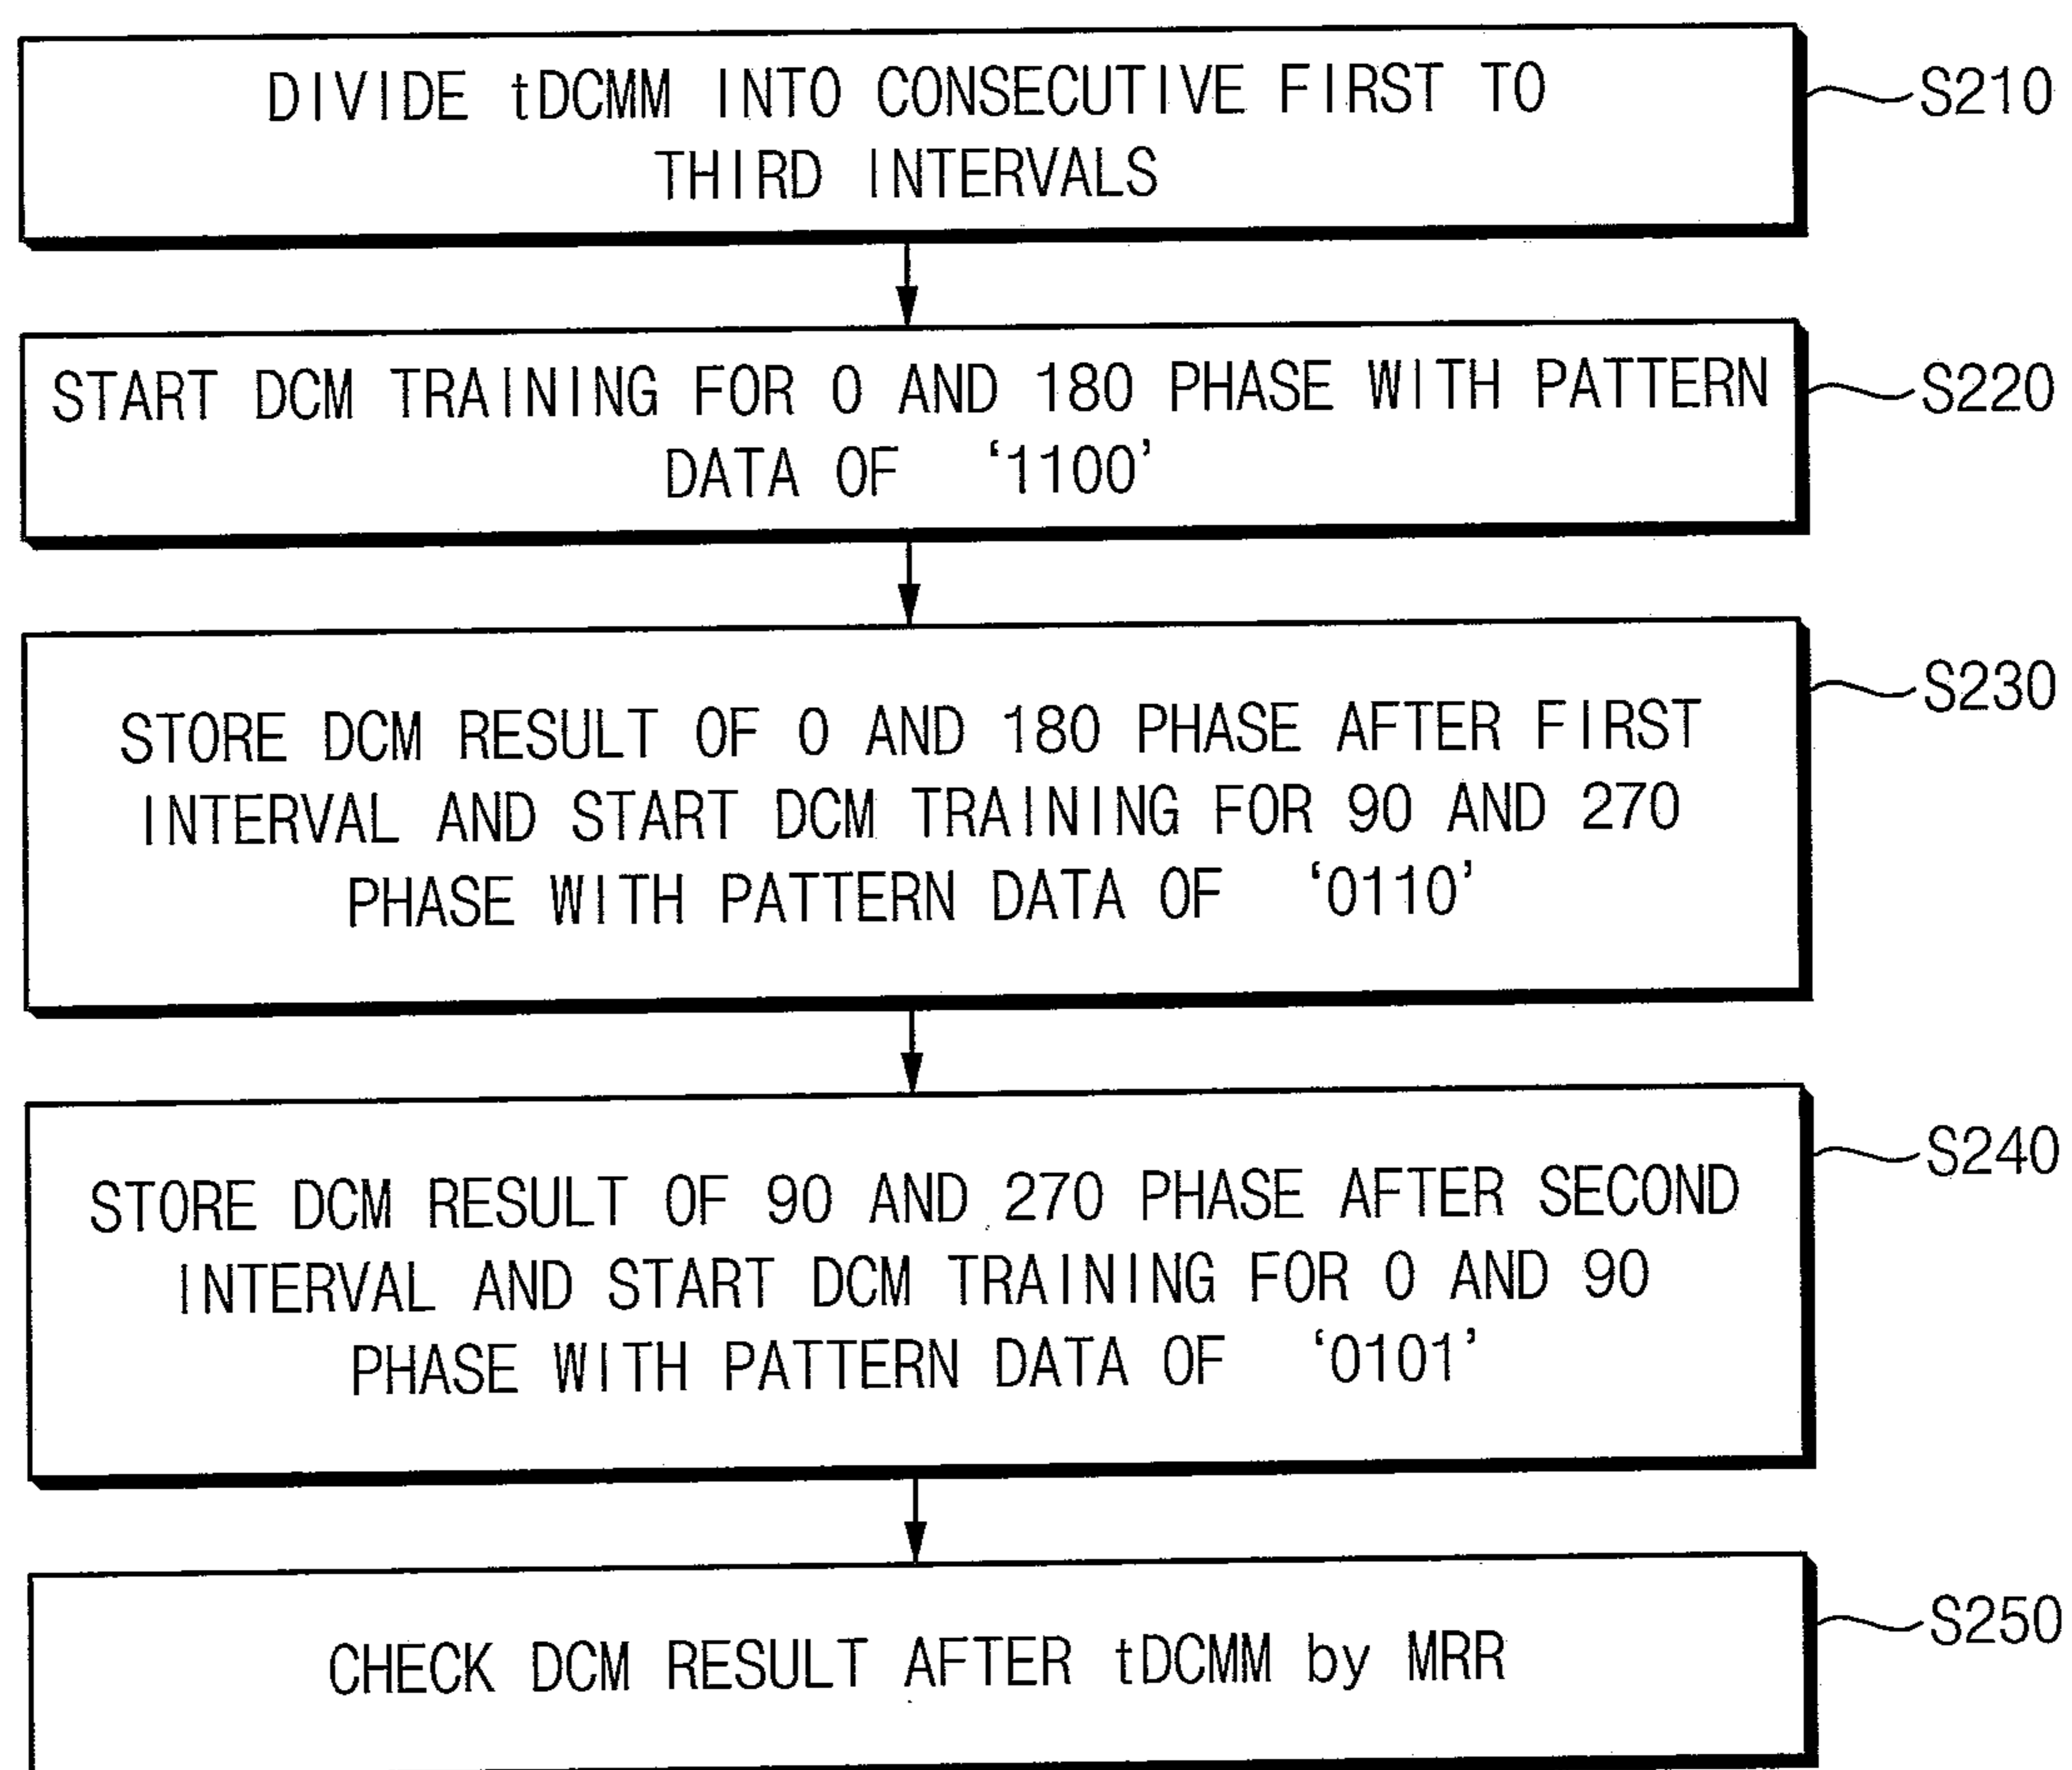 DIVIDE tDCMM INTO CONSECUTIVE FIRST TO
THIRD INTERVALS
S210
START DCM TRAINING FOR 0 AND 180 PHASE WITH PATTERN
DATA OF ‘1100’
S220
STORE DCM RESULT OF 0 AND 180 PHASE AFTER FIRST
INTERVAL AND START DCM TRAINING FOR 90 AND 270
PHASE WITH PATTERN DATA OF ‘0110’
S230
STORE DCM RESULT OF 90 AND 270 PHASE AFTER SECOND
INTERVAL AND START DCM TRAINING FOR 0 AND 90
PHASE WITH PATTERN DATA OF ‘0101’
S240
CHECK DCM RESULT AFTER tDCMM by MRR
S250